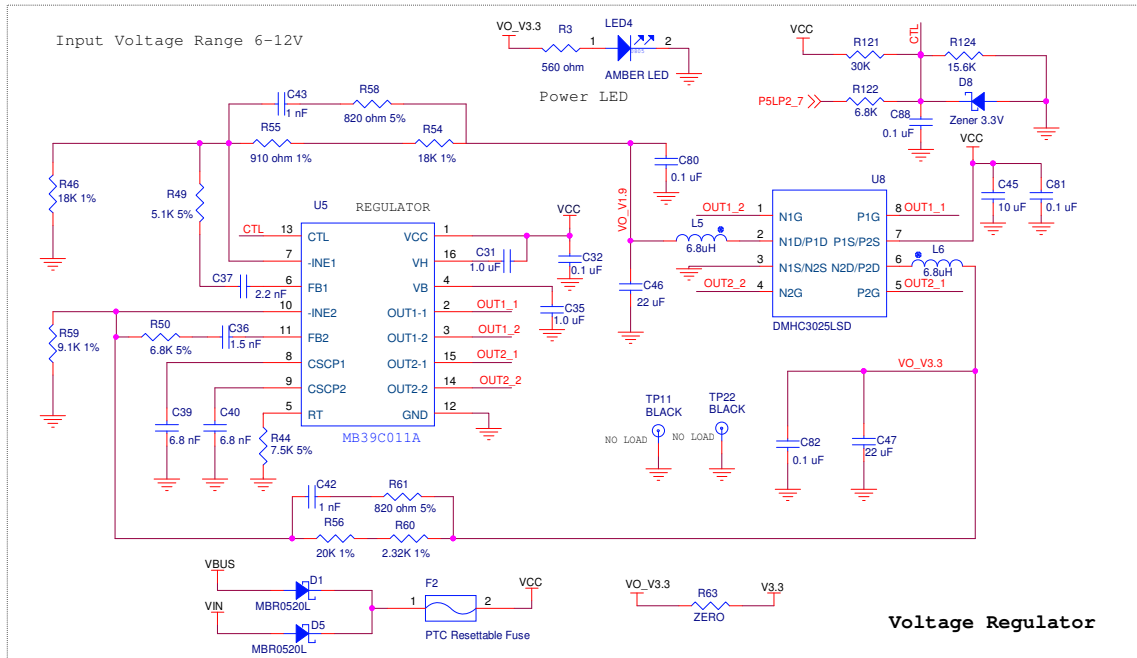 Input Voltage Range 6-12V
VO_V3.3
R3
560 ohm
1
LED4
2
AMBER LED
Power LED
VCC
R121
30K
CTL
R124
15.6K
P5LP2_7
R122
6.8K
D8
Zener 3.3V
C88
0.1 uF
VCC
C43
1 nF
R58
820 ohm 5%
R55
910 ohm 1%
R54
18K 1%
C80
0.1 uF
R46
18K 1%
R49
5.1K 5%
U5
REGULATOR
VCC
CTL
13
CTL
VCC
1
7
-INE1
VH
16
C31
1.0 uF
C32
0.1 uF
C37
2.2 nF
6
FB1
VB
4
C35
1.0uF
10
-INE2
OUT1-1
2
OUT1_1
R59
9.1K 1%
R50
6.8K 5%
C36
1.5 nF
11
FB2
OUT1-2
3
OUT1_2
8
CSCP1
OUT2-1
15
OUT2_1
9
CSCP2
OUT2-2
14
OUT2_2
5
RT
GND
12
C39
6.8 nF
C40
6.8 nF
R44
7.5K 5%
MB39C011A
VO_V1.9
L5
6.8uH
C46
22 uF
U8
C45
10 uF
C81
0.1 uF
OUT1_2
1
N1G
P1G
8
OUT1_1
2
N1D/P1D
P1S/P2S
7
3
N1S/N2S
N2D/P2D
6
L6
6.8uH
OUT2_2
4
N2G
P2G
5
OUT2_1
DMHC3025LSD
VO_V3.3
TP11
BLACK
NO LOAD
TP22
BLACK
NO LOAD
C82
0.1 uF
C47
22 uF
C42
1 nF
R61
820 ohm 5%
R56
20K 1%
R60
2.32K 1%
VBUS
D1
MBR0520L
VIN
D5
MBR0520L
F2
1
2
PTC Resettable Fuse
VCC
VO_V3.3
R63
ZERO
V3.3
Voltage Regulator